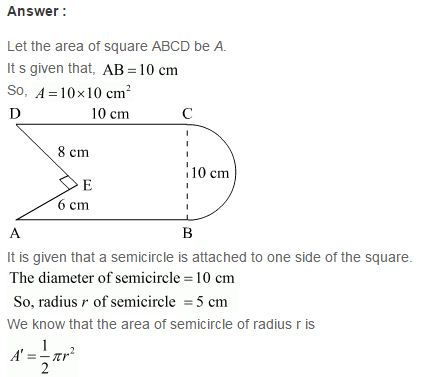 Answer :
Let the area of square ABCD be A.
It s given that, AB = 10 cm
So, A = 10×10 cm²
D 10 cm C
8 cm
10 cm
E
6 cm
A B
It is given that a semicircle is attached to one side of the square.
The diameter of semicircle = 10 cm
So, radius r of semicircle = 5 cm
We know that the area of semicircle of radius r is
A' = 1/2 πr²